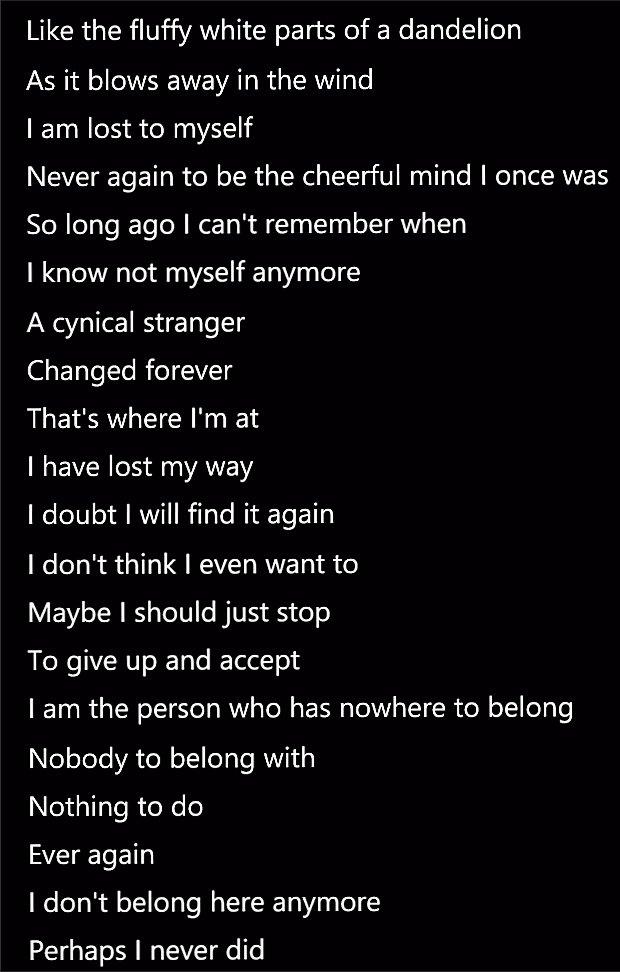 Like the fluffy white parts of a dandelion
As it blows away in the wind
I am lost to myself
Never again to be the cheerful mind I once was
So long ago I can't remember when
I know not myself anymore
A cynical stranger
Changed forever
That's where I'm at
I have lost my way
I doubt I will find it again
I don't think I even want to
Maybe I should just stop
To give up and accept
I am the person who has nowhere to belong
Nobody to belong with
Nothing to do
Ever again
I don't belong here anymore
Perhaps I never did